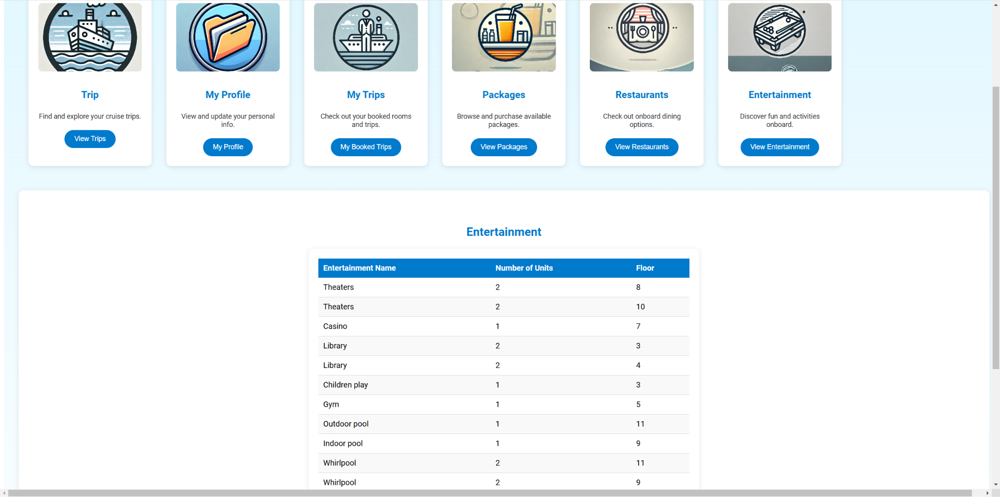 Trip
Find and explore your cruise trips.
View Trips
My Profile
View and update your personal
info.
My Profile
My Trips
Check out your booked rooms
and trips.
My Booked Trips
Packages
Browse and purchase available
packages.
View Packages
Restaurants
Check out onboard dining
options.
View Restaurants
Entertainment
Discover fun and activities
onboard.
View Entertainment
Entertainment
Entertainment Name Number of Units Floor
Theaters 2 8
Theaters 2 10
Casino 1 7
Library 2 3
Library 2 4
Children play 1 3
Gym 1 5
Outdoor pool 1 11
Indoor pool 1 9
Whirlpool 2 11
Whirlpool 2 9